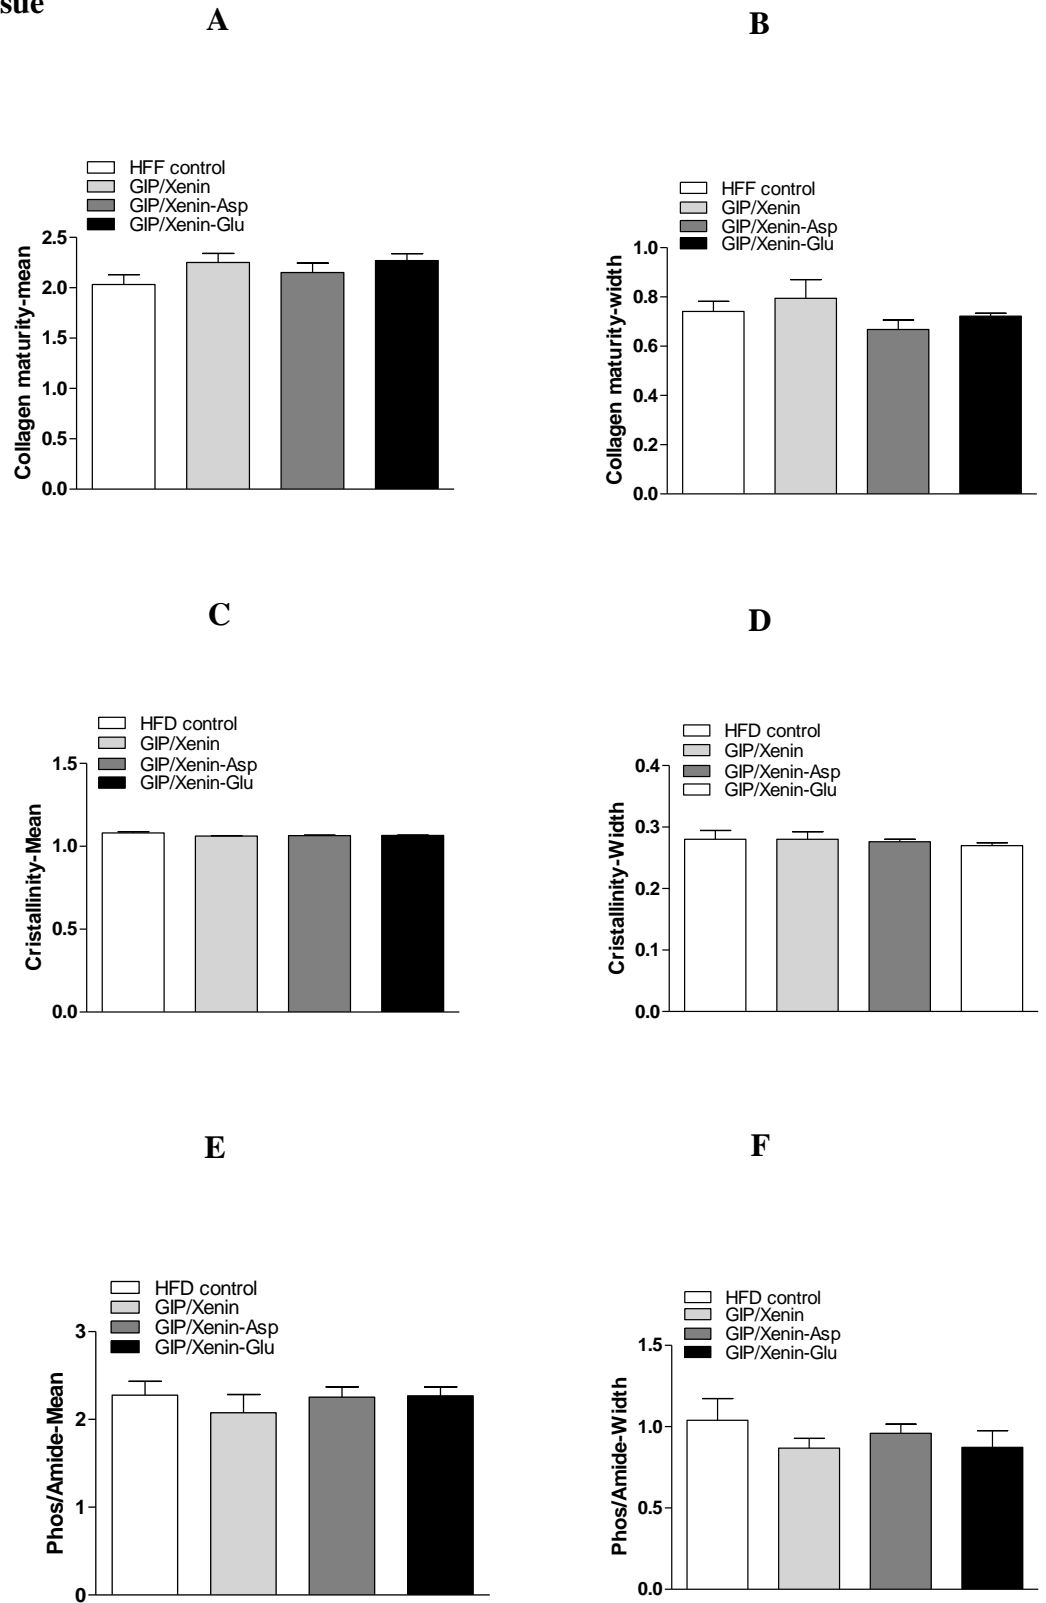 sue
A
HFF control
GIP/Xenin
GIP/Xenin-Asp
GIP/Xenin-Glu
2.5
2.0
1.5
1.0
0.5
0.0
Collagen maturity-mean
B
HFF control
GIP/Xenin
GIP/Xenin-Asp
GIP/Xenin-Glu
1.0
0.8
0.6
0.4
0.2
0.0
Collagen maturity-width
C
HFD control
GIP/Xenin
GIP/Xenin-Asp
GIP/Xenin-Glu
1.5
1.0
0.5
0.0
Cristallinity-Mean
D
HFD control
GIP/Xenin
GIP/Xenin-Asp
GIP/Xenin-Glu
0.4
0.3
0.2
0.1
0.0
Cristallinity-Width
E
HFD control
GIP/Xenin
GIP/Xenin-Asp
GIP/Xenin-Glu
3
2
1
0
Phos/Amide-Mean
F
HFD control
GIP/Xenin
GIP/Xenin-Asp
GIP/Xenin-Glu
1.5
1.0
0.5
0.0
Phos/Amide-Width